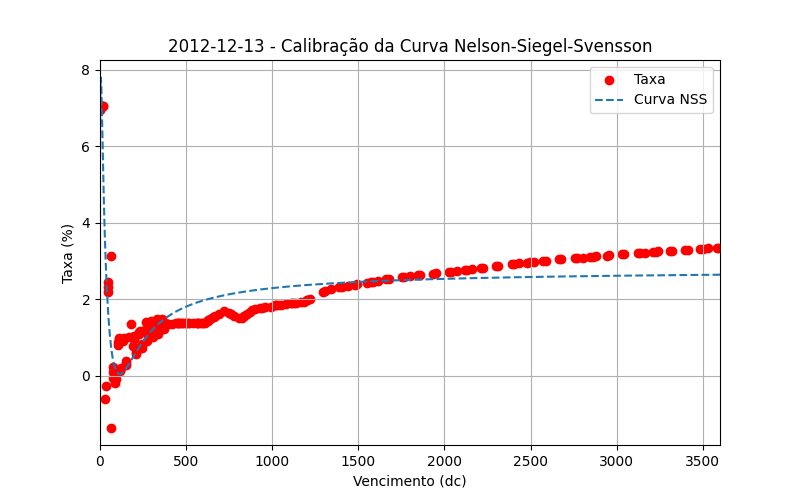 2012-12-13 - Calibração da Curva Nelson-Siegel-Svensson
8
6
4
2
0
Taxa (%)
Taxa
Curva NSS
0
500
1000
1500
2000
2500
3000
3500
Vencimento (dc)